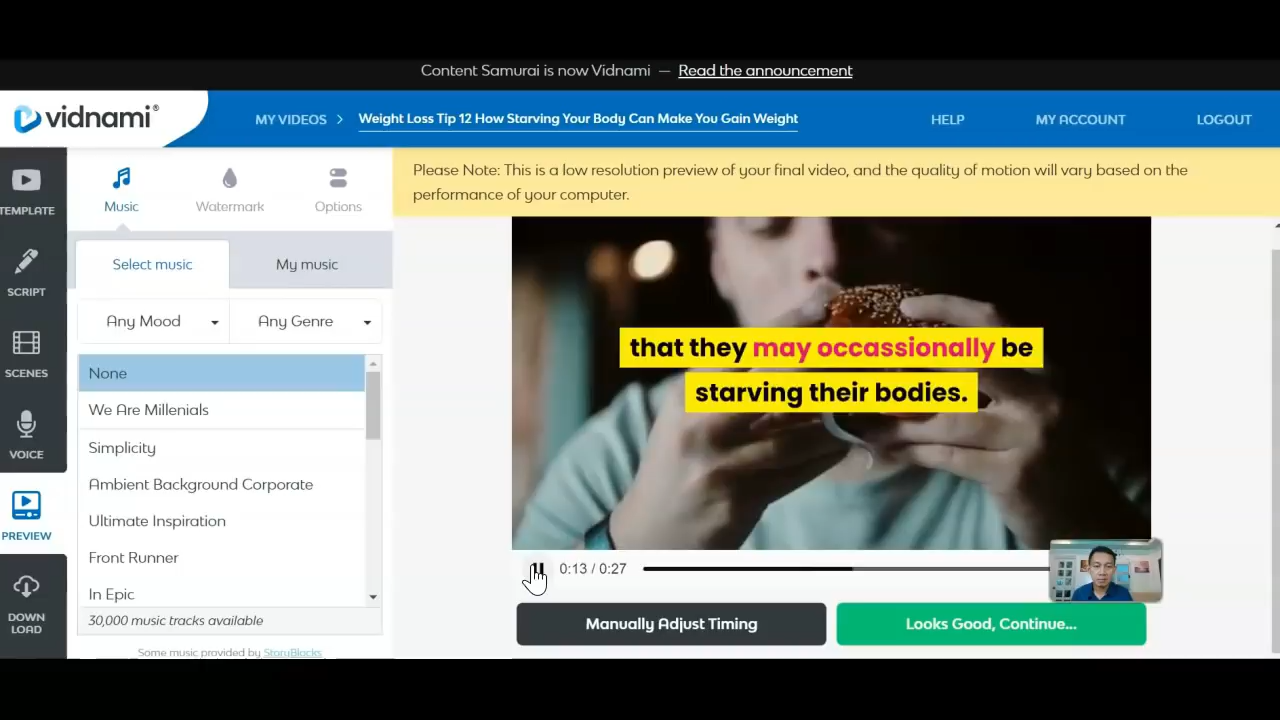 Content Samurai is now Vidnami — Read the announcement
vidnami®
MY VIDEOS > Weight Loss Tip 12 How Starving Your Body Can Make You Gain Weight
HELP
MY ACCOUNT
LOGOUT
TEMPLATE
SCRIPT
SCENES
VOICE
PREVIEW
DOWN
LOAD
Music
Watermark
Options
Select music
My music
Any Mood
Any Genre
None
We Are Millenials
Simplicity
Ambient Background Corporate
Ultimate Inspiration
Front Runner
In Epic
30,000 music tracks available
Some music provided by StoryBlocks
Please Note: This is a low resolution preview of your final video, and the quality of motion will vary based on the
performance of your computer.
that they may occassionally be
starving their bodies.
0:13 / 0:27
Manually Adjust Timing
Looks Good, Continue...